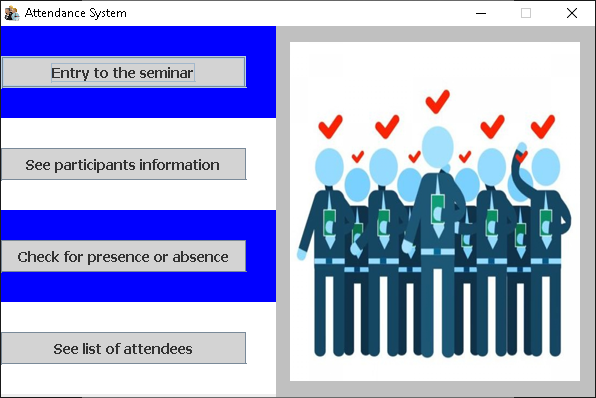 Attendance System
Entry to the seminar
See participants information
Check for presence or absence
See list of attendees